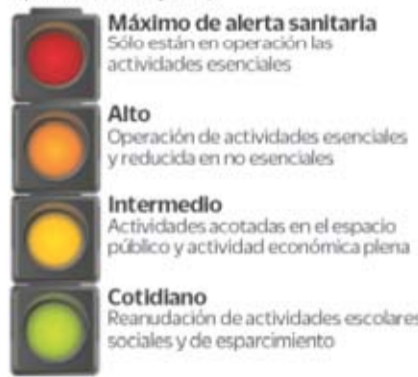 Máximo de alerta sanitaria
Sólo están en operación las
actividades esenciales
Alto
Operación de actividades esenciales
y reducida en no esenciales
Intermedio
Actividades acotadas en el espacio
público y actividad económica plena
Cotidiano
Reanudación de actividades escolares
sociales y de esparcimiento